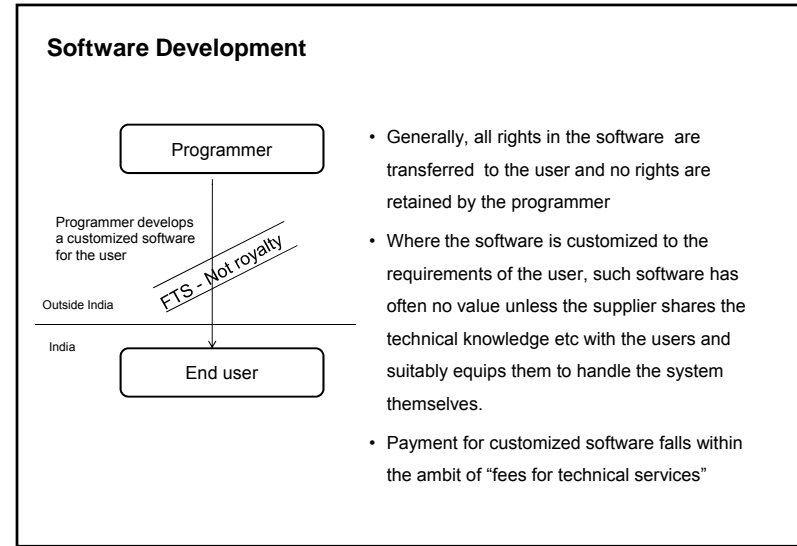 Software Development
Programmer
Programmer develops
a customized software
for the user
FTS - Not royalty
Outside India
India
End user
• Generally, all rights in the software are
transferred to the user and no rights are
retained by the programmer
• Where the software is customized to the
requirements of the user, such software has
often no value unless the supplier shares the
technical knowledge etc with the users and
suitably equips them to handle the system
themselves.
• Payment for customized software falls within
the ambit of “fees for technical services”